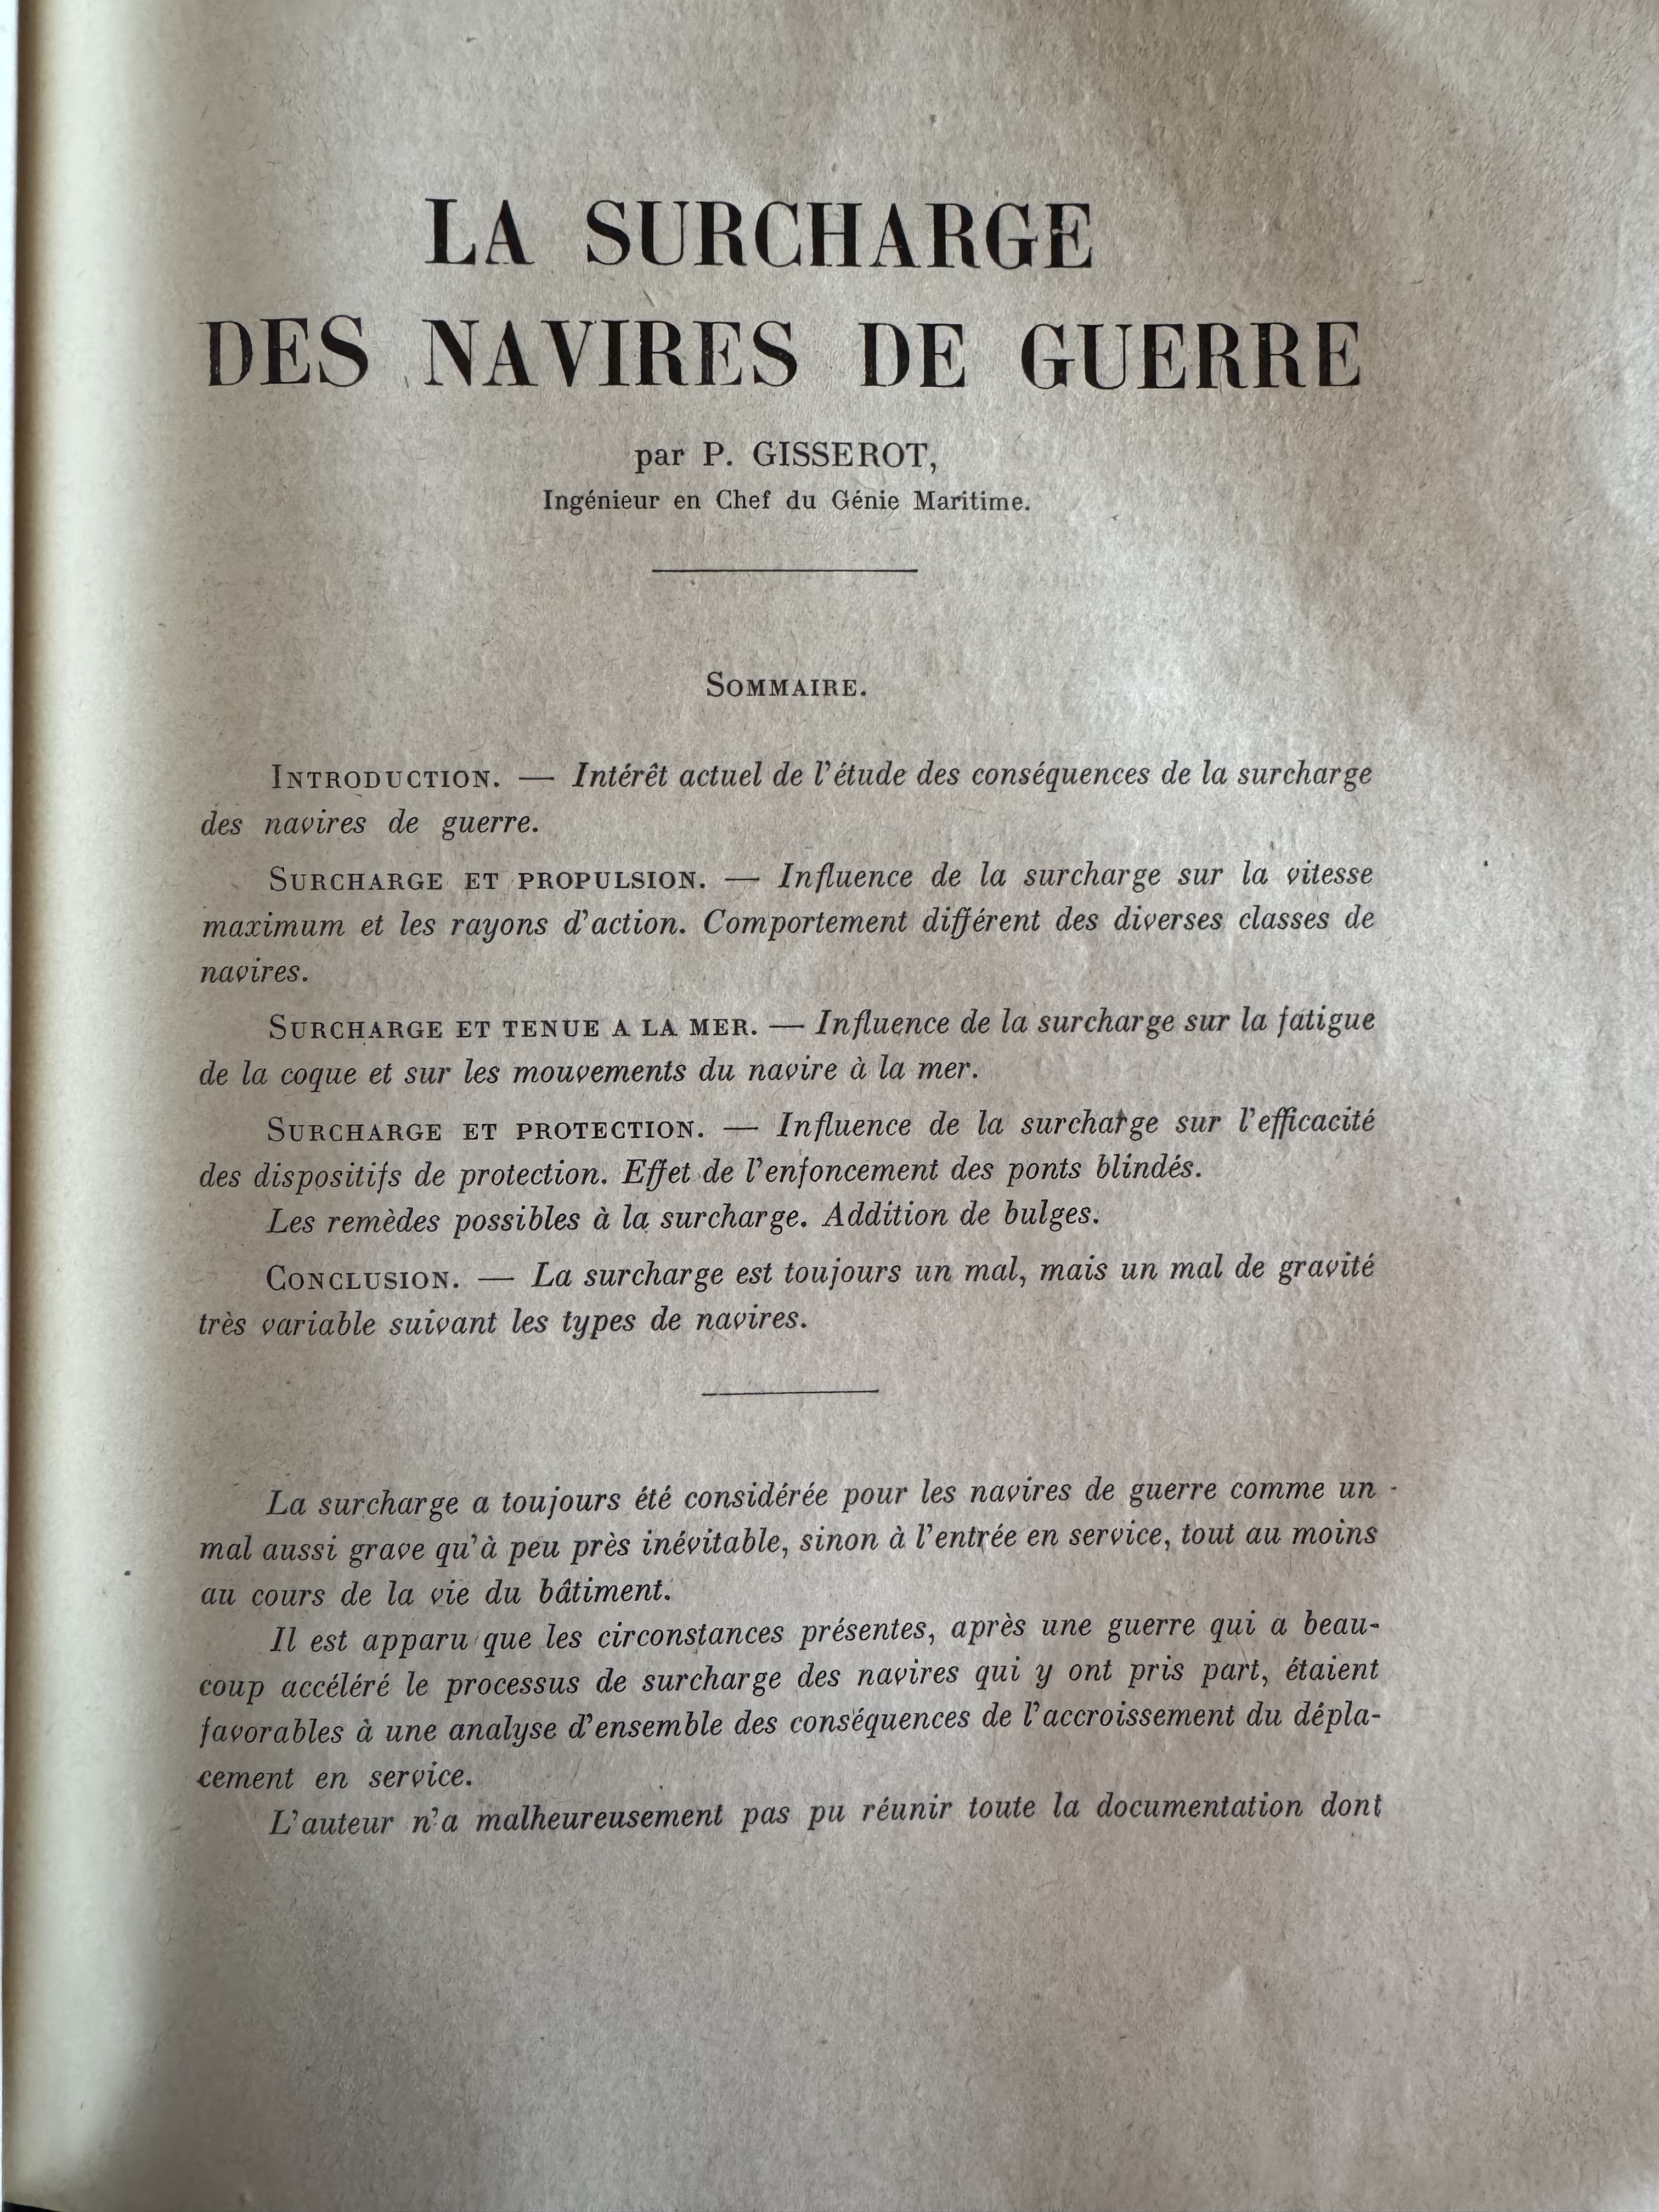 LA SURCHARGE
DES NAVIRES DE GUERRE
par P. GISSEROT,
Ingénieur en Chef du Génie Maritime.
SOMMAIRE.
INTRODUCTION. — Intérêt actuel de l'étude des conséquences de la surcharge
des navires de guerre.
SURCHARGE ET PROPULSION. — Influence de la surcharge sur la vitesse
maximum et les rayons d'action. Comportement différent des diverses classes de
navires.
SURCHARGE ET TENUE A LA MER. — Influence de la surcharge sur la fatigue
de la coque et sur les mouvements du navire à la mer.
SURCHARGE ET PROTECTION. — Influence de la surcharge sur l'efficacité
des dispositifs de protection. Effet de l'enfoncement des ponts blindés.
Les remèdes possibles à la surcharge. Addition de bulges.
CONCLUSION. — La surcharge est toujours un mal, mais un mal de gravité
très variable suivant les types de navires.
La surcharge a toujours été considérée pour les navires de guerre comme un
mal aussi grave qu'à peu près inévitable, sinon à l'entrée en service, tout au moins
au cours de la vie du bâtiment.
Il est apparu que les circonstances présentes, après une guerre qui a beau-
coup accéléré le processus de surcharge des navires qui y ont pris part, étaient
favorables à une analyse d'ensemble des conséquences de l'accroissement du dépla-
cement en service.
L'auteur n'a malheureusement pas pu réunir toute la documentation dont